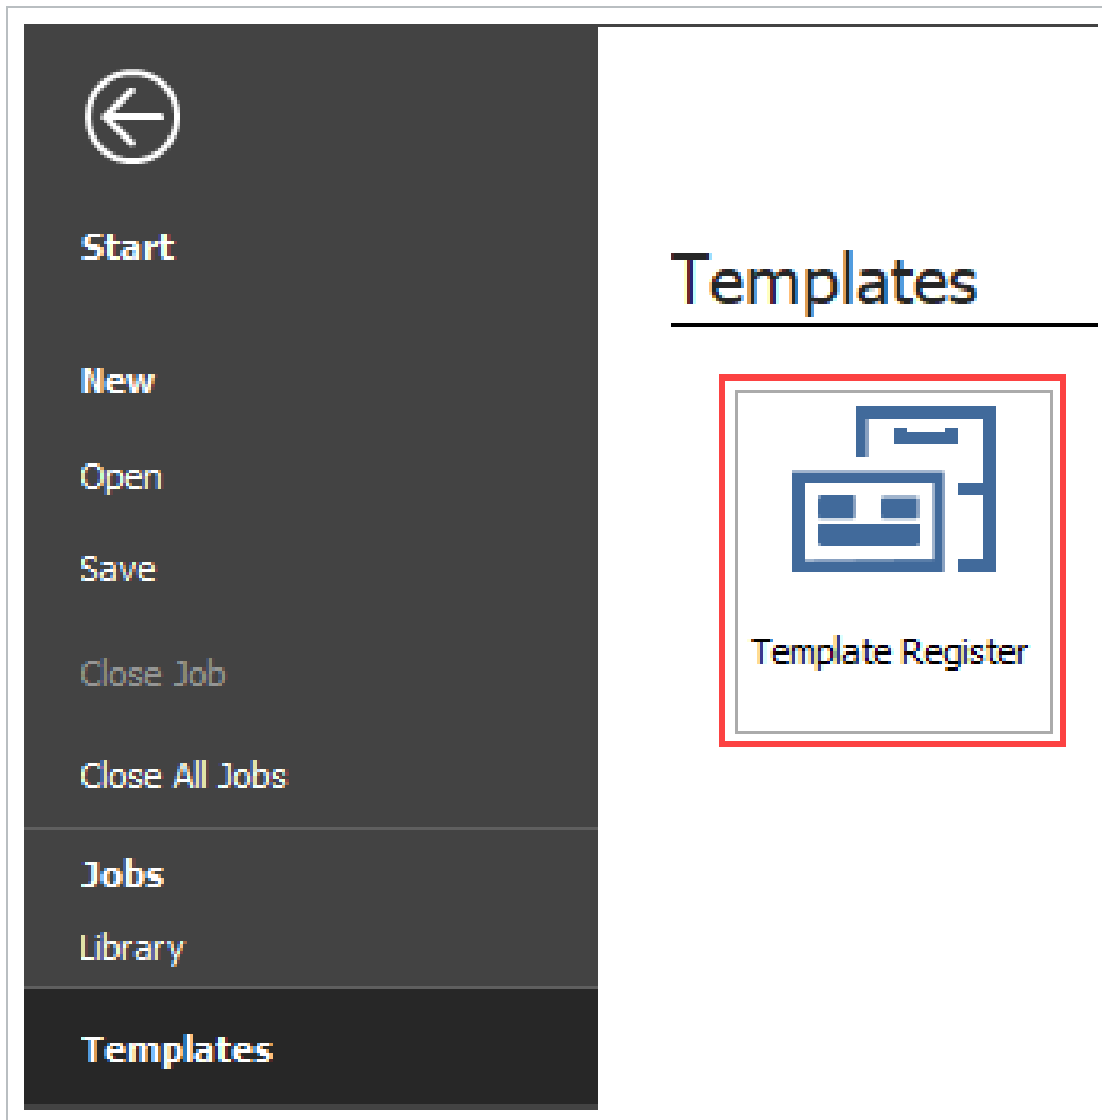 Start
New
Open
Save
Close Job
Close All Jobs
Jobs
Library
Templates
Templates
Template Register